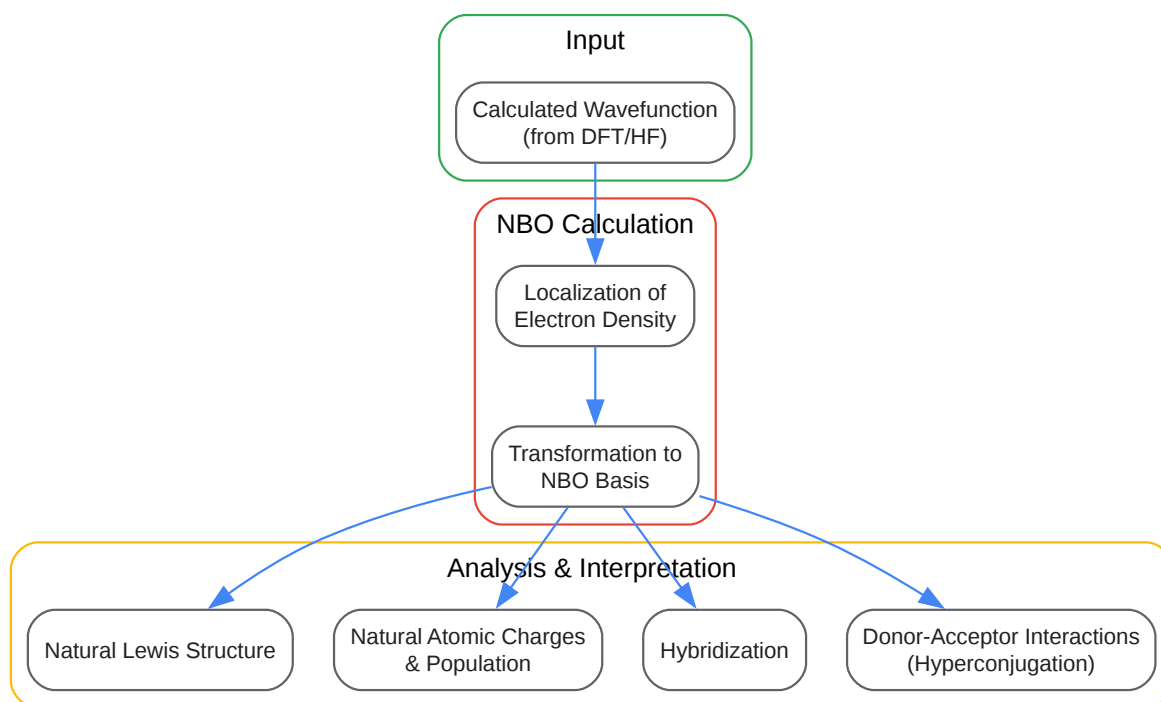 Input
Calculated Wavefunction
(from DFT/HF)
NBO Calculation
Localization of
Electron Density
Transformation to
NBO Basis
Analysis & Interpretation
Natural Lewis Structure
Natural Atomic Charges
& Population
Hybridization
Donor-Acceptor Interactions
(Hyperconjugation)